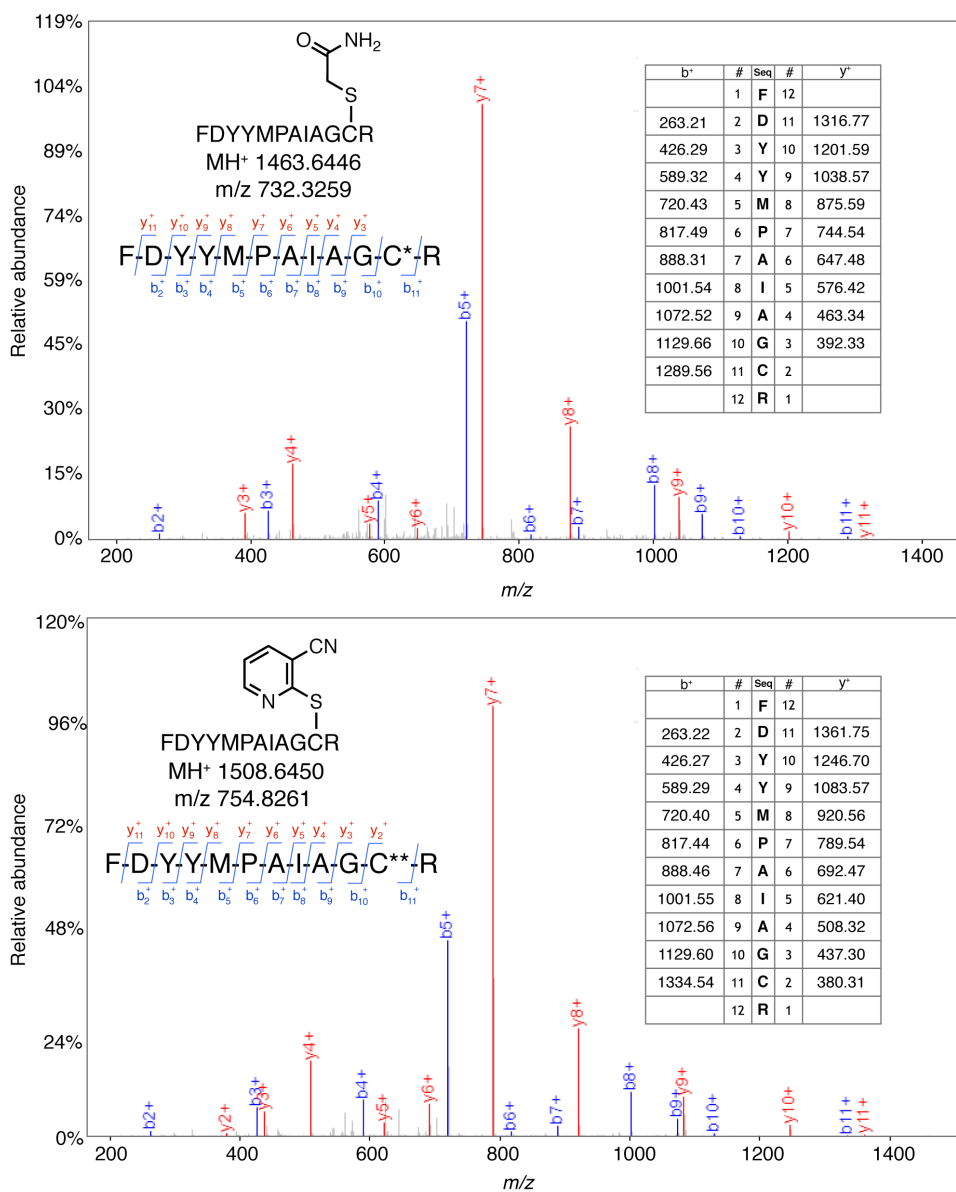 119%
104%
89%
74%
59%
45%
30%
15%
0%
Relative abundance
O
NH2
S
FDYYMPAIAGCR
MH+ 1463.6446
m/z 732.3259
y11+ y10+ y9+ y8+ y7+ y6+ y5+ y4+ y3+
F-D-Y-Y-M-P-A-I-A-G-C*-R
b2+ b3+ b4+ b5+ b6+ b7+ b8+ b9+ b10+ b11+
b2+ y3+ b3+ y4+ y5+ b4+ y6+ b5+ y7+ b6+ y8+ b7+ b8+ y9+ b9+ b10+ y10+ b11+ y11+
b+ # Seq # y+
1 F 12
263.21 2 D 11 1316.77
426.29 3 Y 10 1201.59
589.32 4 Y 9 1038.57
720.43 5 M 8 875.59
817.49 6 P 7 744.54
888.31 7 A 6 647.48
1001.54 8 I 5 576.42
1072.52 9 A 4 463.34
1129.66 10 G 3 392.33
1289.56 11 C 2
12 R 1
200 400 600 800 1000 1200 1400
m/z
120%
96%
72%
48%
24%
0%
Relative abundance
CN
N
S
FDYYMPAIAGCR
MH+ 1508.6450
m/z 754.8261
y11+ y10+ y9+ y8+ y7+ y6+ y5+ y4+ y3+ y2+
F-D-Y-Y-M-P-A-I-A-G-C**-R
b2+ b3+ b4+ b5+ b6+ b7+ b8+ b9+ b10+ b11+
b2+ y2+ b3+ y3+ y4+ b4+ y5+ y6+ b5+ y7+ b6+ b7+ y8+ b8+ b9+ y9+ b10+ y10+ b11+ y11+
b+ # Seq # y+
1 F 12
263.22 2 D 11 1361.75
426.27 3 Y 10 1246.70
589.29 4 Y 9 1083.57
720.40 5 M 8 920.56
817.44 6 P 7 789.54
888.46 7 A 6 692.47
1001.55 8 I 5 621.40
1072.56 9 A 4 508.32
1129.60 10 G 3 437.30
1334.54 11 C 2 380.31
12 R 1
200 400 600 800 1000 1200 1400
m/z